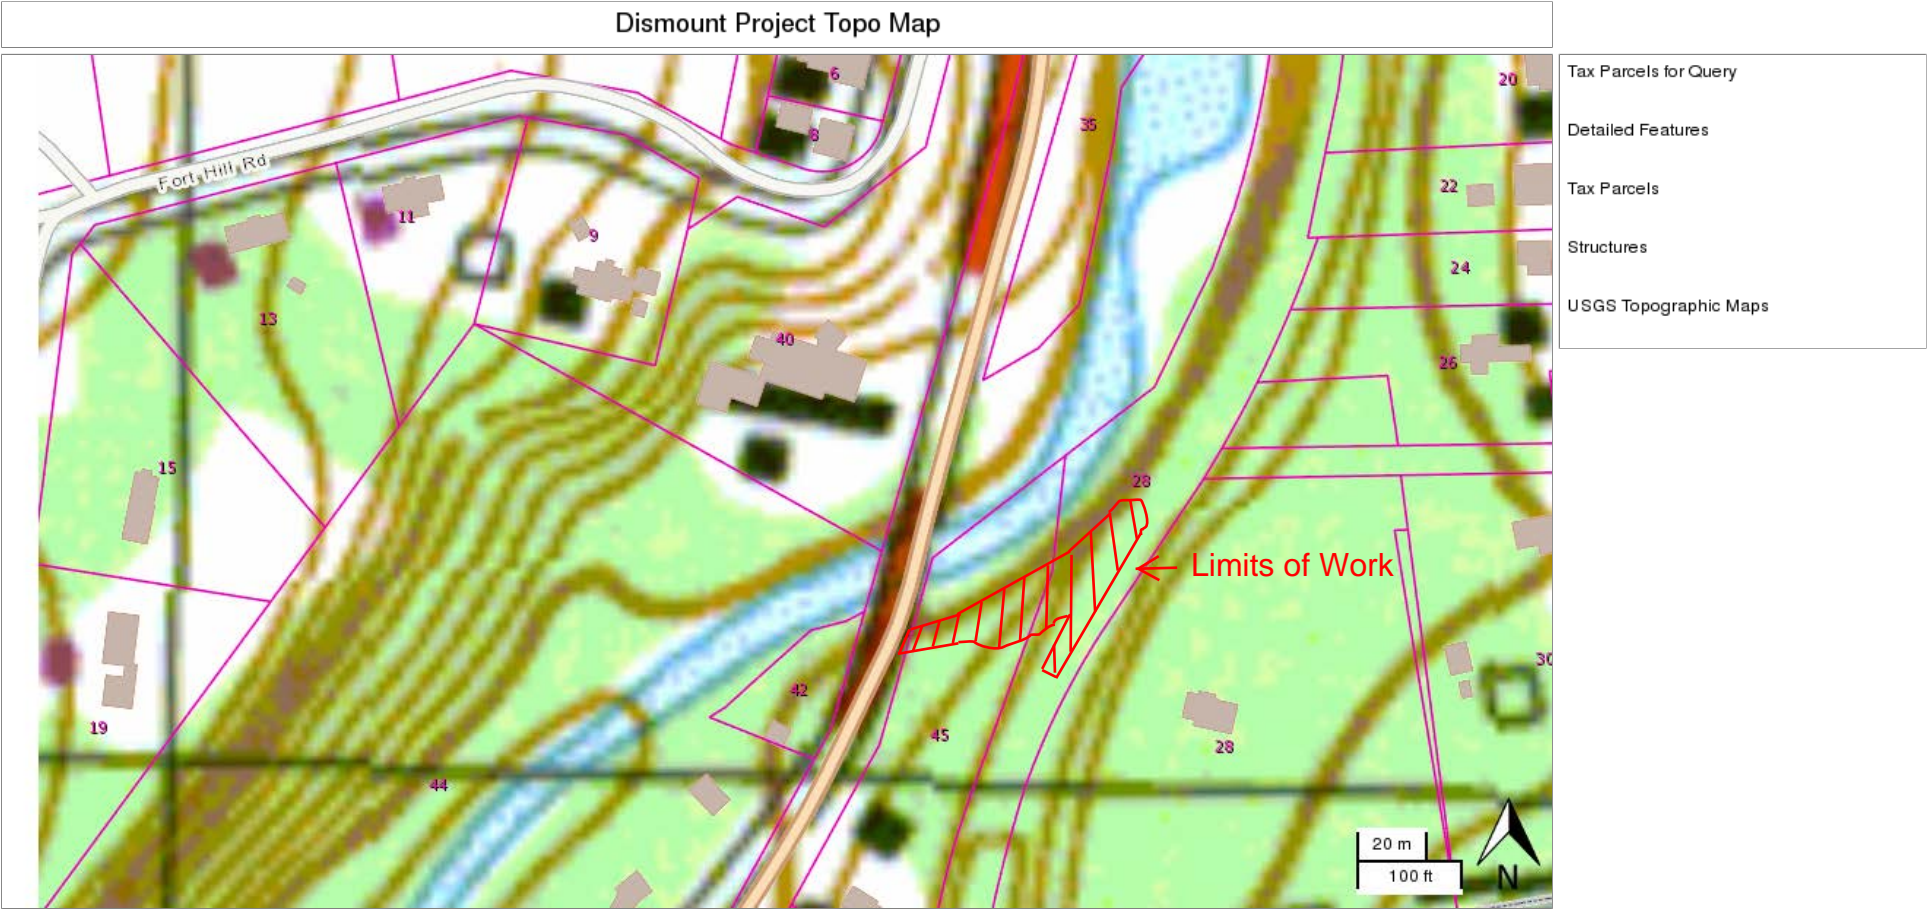 Dismount Project Topo Map
Tax Parcels for Query
Detailed Features
Tax Parcels
Structures
USGS Topographic Maps
6
20
35
8
Fort Hill Rd
22
11
9
24
13
40
26
15
28
Limits of Work
30
42
19
45
28
44
20 m
100 ft
N